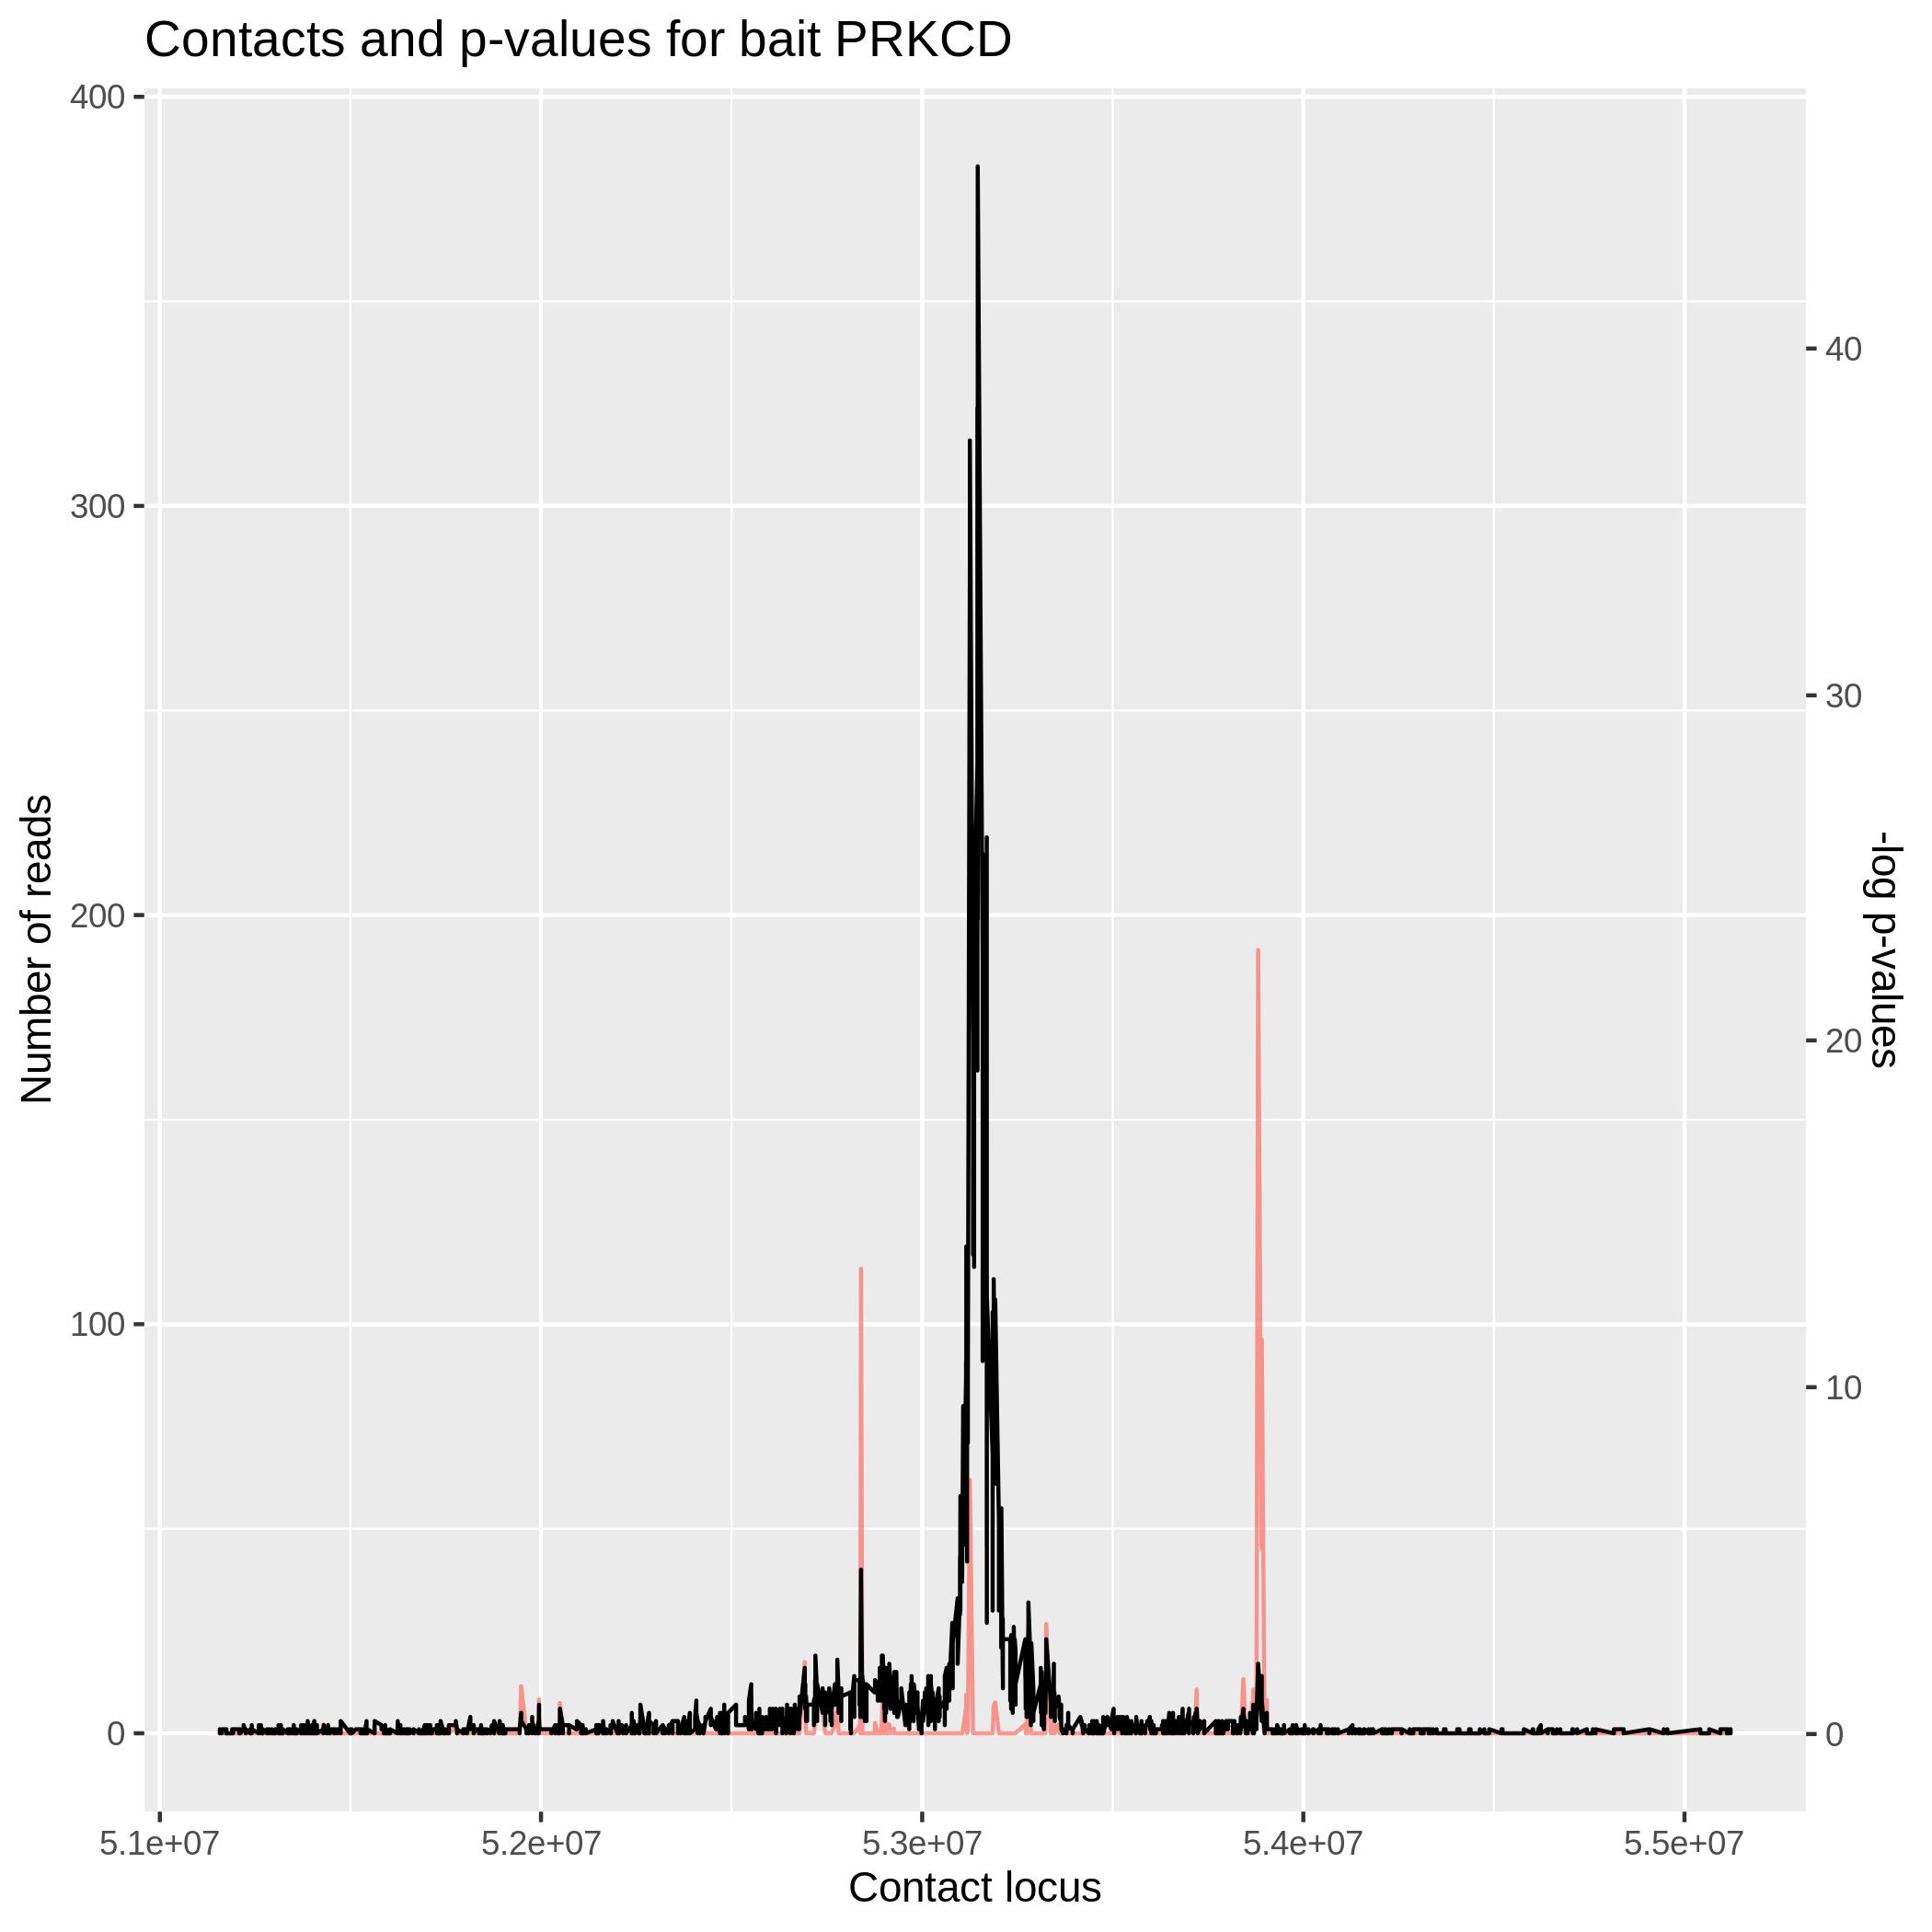 Contacts and p-values for bait PRKCD
400
300
200
100
0
Number of reads
40
30
20
10
0
-log p-values
5.1e+07
5.2e+07
5.3e+07
5.4e+07
5.5e+07
Contact locus